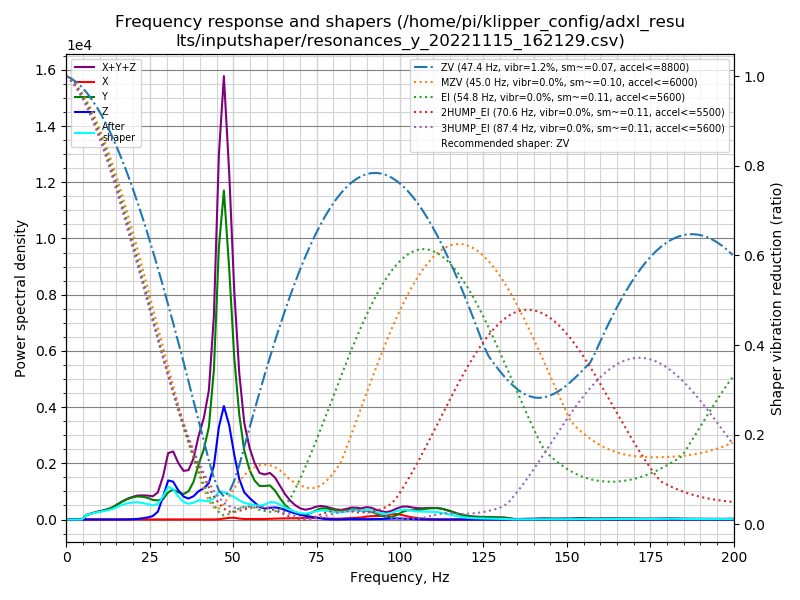 Frequency response and shapers (/home/pi/klipper_config/adxl_resu
lts/inputshaper/resonances_y_20221115_162129.csv)
1e4
X+Y+Z
X
Y
Z
After
shaper
ZV (47.4 Hz, vibr=1.2%, sm~=0.07, accel<=8800)
MZV (45.0 Hz, vibr=0.0%, sm~=0.10, accel<=6000)
EI (54.8 Hz, vibr=0.0%, sm~=0.11, accel<=5600)
2HUMP_EI (70.6 Hz, vibr=0.0%, sm~=0.11, accel<=5500)
3HUMP_EI (87.4 Hz, vibr=0.0%, sm~=0.11, accel<=5600)
Recommended shaper: ZV
Power spectral density
1.6
1.4
1.2
1.0
0.8
0.6
0.4
0.2
0.0
1.0
0.8
0.6
0.4
0.2
0.0
Shaper vibration reduction (ratio)
0 25 50 75 100 125 150 175 200
Frequency, Hz